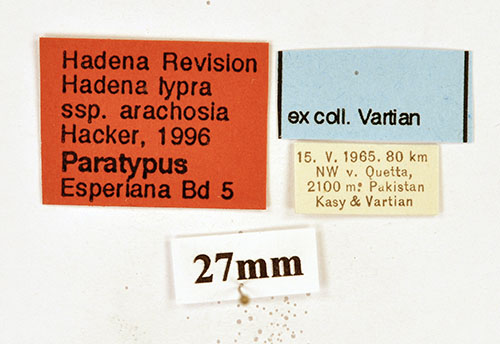 Hadena Revision
Hadena lypra
ssp. arachosia
Hacker, 1996
Paratypus
Esperiana Bd 5
ex coll. Vartian
15. V. 1965. 80 km
NW v. Quetta,
2100 m. Pakistan
Kasy & Vartian
27mm